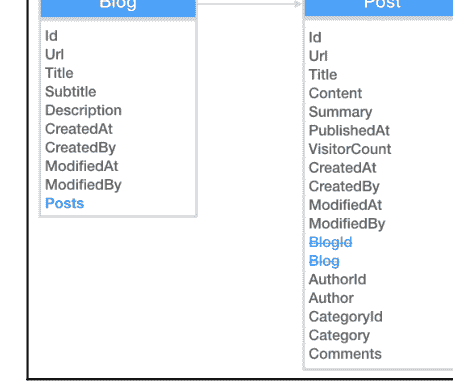 Blog
Id
Url
Title
Subtitle
Description
CreatedAt
CreatedBy
ModifiedAt
ModifiedBy
Posts
Post
Id
Url
Title
Content
Summary
PublishedAt
VisitorCount
CreatedAt
CreatedBy
ModifiedAt
ModifiedBy
BlogId
Blog
AuthorId
Author
CategoryId
Category
Comments